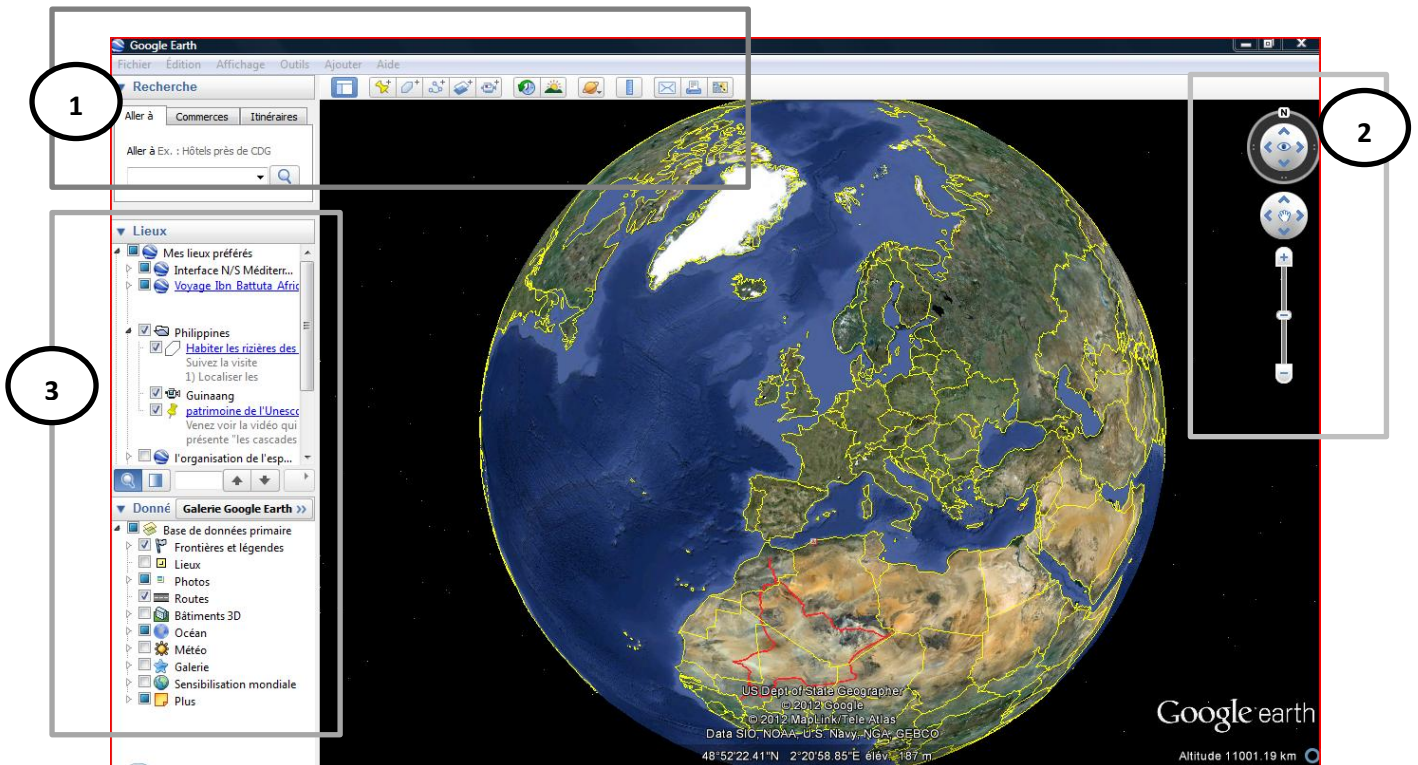 Google Earth
Fichier Édition Affichage Outils Ajouter Aide
1
Recherche
Aller à Commerces Itinéraires
Aller à Ex. : Hôtels près de CDG
N
2
3
Lieux
Mes lieux préférés
Interface N/S Méditerr...
Voyage Ibn Battuta Afric
Philippines
Habiter les rizières des
Suivez la visite
1) Localiser les
Guinaang
patrimoine de l'Unesco
Venez voir la vidéo qui
présente "les cascades
l'organisation de l'esp...
Donné Galerie Google Earth >>
Base de données primaire
Frontières et légendes
Lieux
Photos
Routes
Bâtiments 3D
Océan
Météo
Galerie
Sensibilisation mondiale
Plus
US Dept of State Geographer
© 2012 Google
© 2012 MapLink/Tele Atlas
Data SIO, NOAA, U.S. Navy, NGA, GEBCO
Google earth
48°52'22.41"N 2°20'58.85"E élév. 187 m
Altitude 11001.19 km